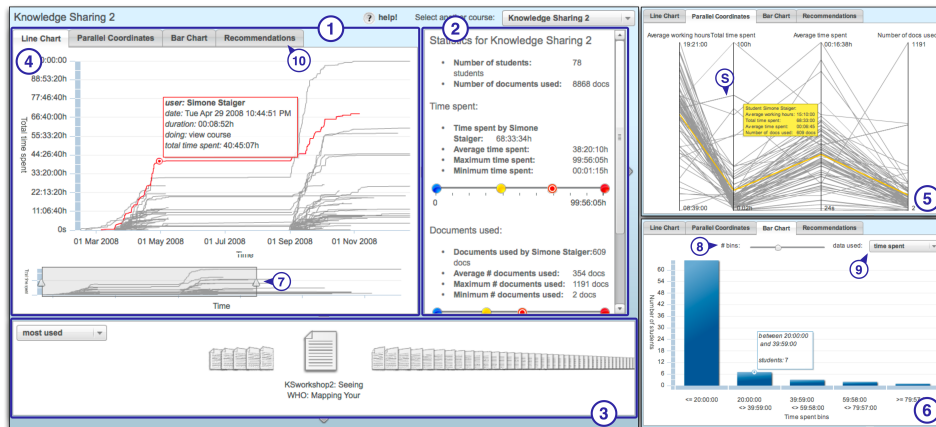 Knowledge Sharing 2
? help!
Select another course:
Knowledge Sharing 2
1
2
Line Chart
Parallel Coordinates
Bar Chart
Recommendations
4
10
88:53:20h
77:46:40h
66:40:00h
55:33:20h
44:26:40h
33:20:00h
22:13:20h
11:06:40h
0s
Total time spent
user: Simone Staiger
date: Tue Apr 29 2008 10:44:51 PM
duration: 00:08:52h
doing: view course
total time spent: 40:45:07h
01 Mar 2008
01 May 2008
01 Jul 2008
01 Sep 2008
01 Nov 2008
Time
7
Time
Statistics for Knowledge Sharing 2
• Number of students: 78
students
• Number of documents used: 8868 docs
Time spent:
• Time spent by Simone
Staiger: 68:33:34h
• Average time spent: 38:20:10h
• Maximum time spent: 99:56:05h
• Minimum time spent: 00:01:15h
0
99:56:05h
Documents used:
• Documents used by Simone Staiger:609
docs
• Average # documents used: 354 docs
• Maximum # documents used: 1191 docs
• Minimum # documents used: 2 docs
most used
KSworkshop2: Seeing
WHO: Mapping Your
3
Line Chart
Parallel Coordinates
Bar Chart
Recommendations
Average working hours
Total time spent
Average time spent
Number of docs used
19:21:00
100h
00:16:38h
1191
S
Student Simone Staiger:
Average working hours: 15:10:00
Total time spent: 68:33:00
Average time spent: 00:06:45
Number of docs used: 609 docs
08:39:00
0.02h
24s
2
5
Line Chart
Parallel Coordinates
Bar Chart
Recommendations
8
# bins:
data used:
time spent
9
60
54
48
42
36
30
24
18
12
6
0
Number of students
between 20:00:00
and 39:59:00
students: 7
<= 20:00:00
20:00:00
<> 39:59:00
39:59:00
<> 59:58:00
59:58:00
<> 79:57:00
>= 79:57
Time spent bins
6